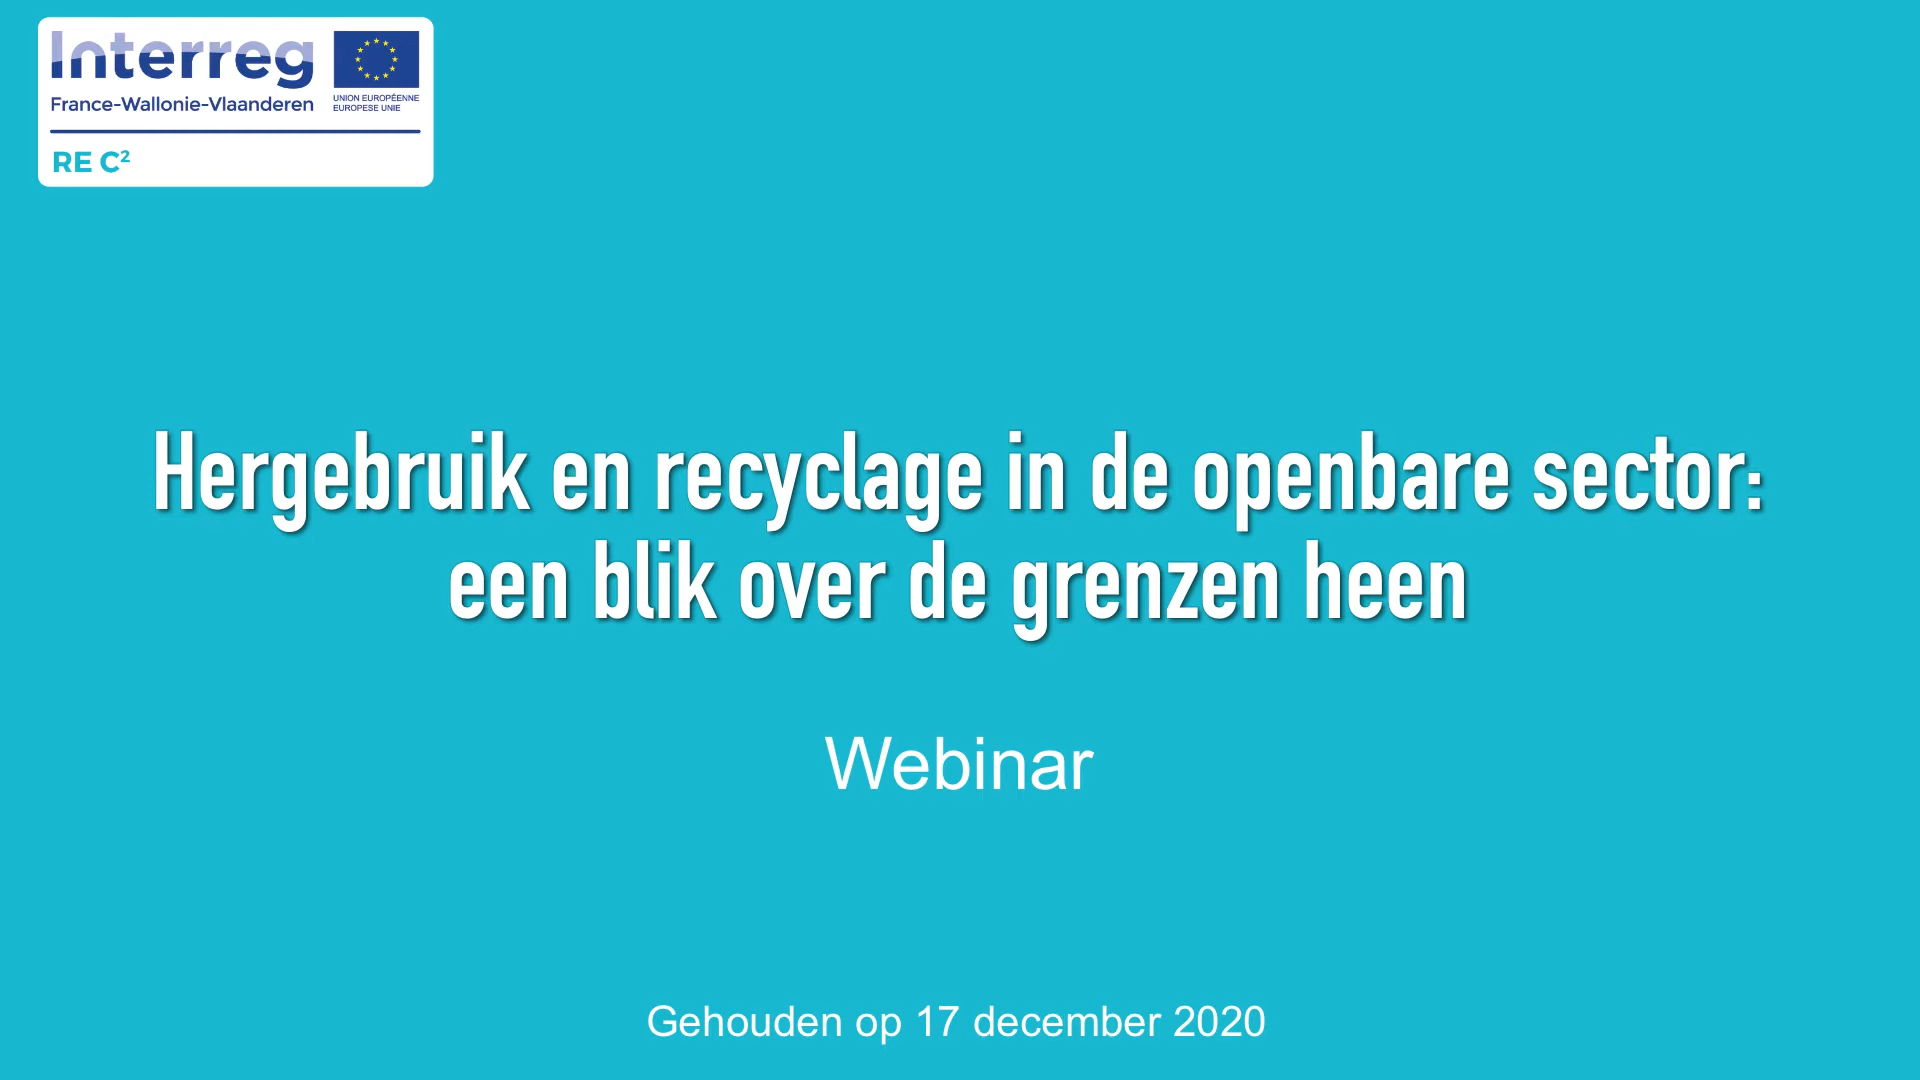 Interreg
France-Wallonie-Vlaanderen
UNION EUROPÉENNE
EUROPESE UNIE
RE C²
Hergebruik en recyclage in de openbare sector:
een blik over de grenzen heen
Webinar
Gehouden op 17 december 2020